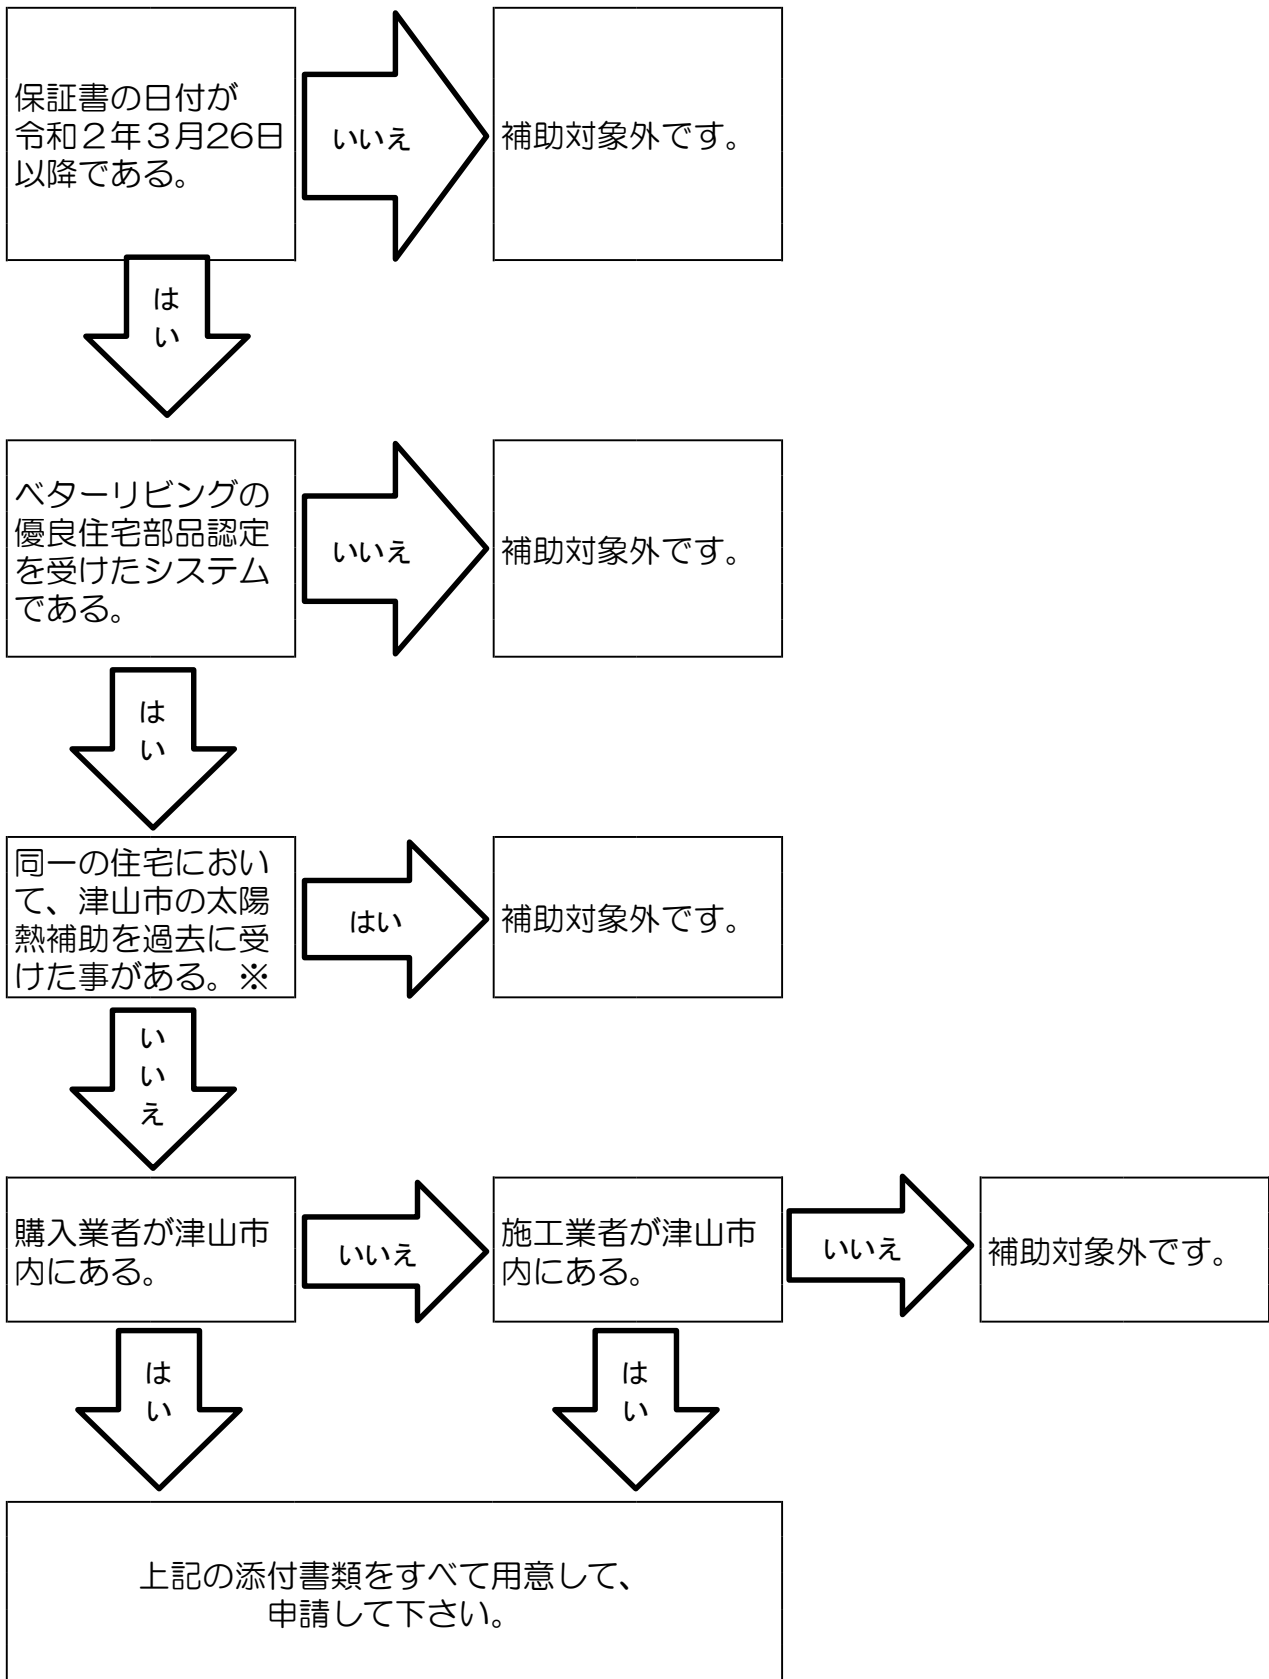 保証書の日付が
令和２年３月26日
以降である。
いいえ
補助対象外です。
は
い
ベターリビングの
優良住宅部品認定
を受けたシステム
である。
いいえ
補助対象外です。
は
い
同一の住宅におい
て、津山市の太陽
熱補助を過去に受
けた事がある。※
はい
補助対象外です。
い
い
え
購入業者が津山市
内にある。
いいえ
施工業者が津山市
内にある。
いいえ
補助対象外です。
は
い
は
い
上記の添付書類をすべて用意して、
申請して下さい。